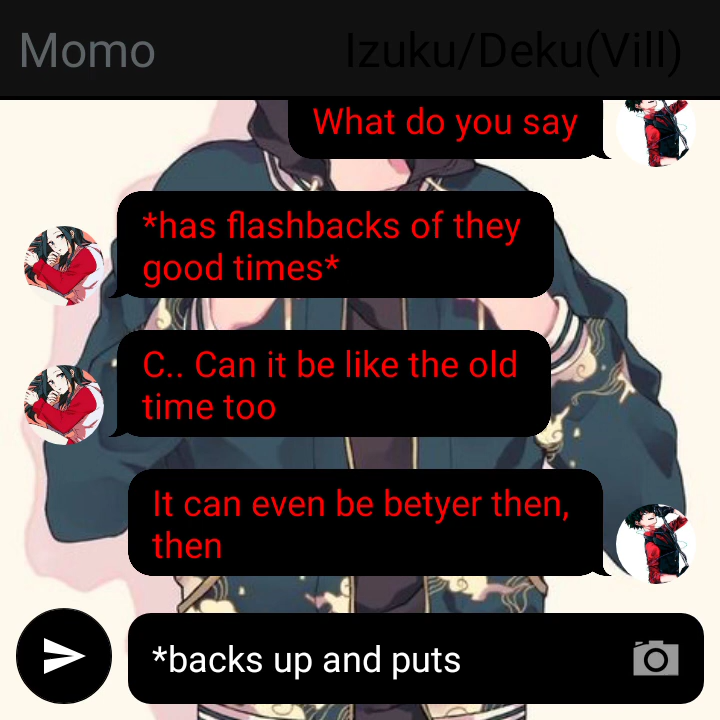 Momo
Izuku/Deku(Vill)
What do you say
*has flashbacks of they
good times*
C.. Can it be like the old
time too
It can even be betyer then,
then
*backs up and puts